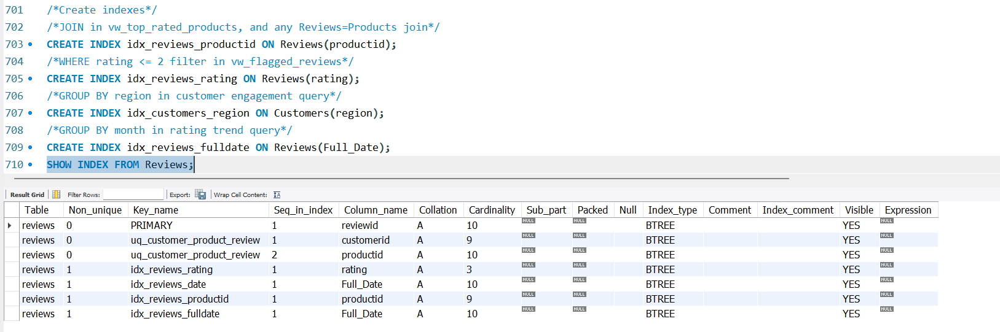 701 /*Create indexes*/
702 /*JOIN in vw_top_rated_products, and any Reviews=Products join*/
703 CREATE INDEX idx_reviews_productid ON Reviews(productid);
704 /*WHERE rating <= 2 filter in vw_flagged_reviews*/
705 CREATE INDEX idx_reviews_rating ON Reviews(rating);
706 /*GROUP BY region in customer engagement query*/
707 CREATE INDEX idx_customers_region ON Customers(region);
708 /*GROUP BY month in rating trend query*/
709 CREATE INDEX idx_reviews_fulldate ON Reviews(Full_Date);
710 SHOW INDEX FROM Reviews;
Result Grid Filter Rows: Export: Wrap Cell Content:
Table Non_unique Key_name Seq_in_index Column_name Collation Cardinality Sub_part Packed Null Index_type Comment Index_comment Visible Expression
reviews 0 PRIMARY 1 reviewid A 10 NULL NULL BTREE YES NULL
reviews 0 uq_customer_product_review 1 customerid A 9 NULL NULL BTREE YES NULL
reviews 0 uq_customer_product_review 2 productid A 10 NULL NULL BTREE YES NULL
reviews 1 idx_reviews_rating 1 rating A 3 NULL NULL BTREE YES NULL
reviews 1 idx_reviews_date 1 Full_Date A 10 NULL NULL BTREE YES NULL
reviews 1 idx_reviews_productid 1 productid A 9 NULL NULL BTREE YES NULL
reviews 1 idx_reviews_fulldate 1 Full_Date A 10 NULL NULL BTREE YES NULL